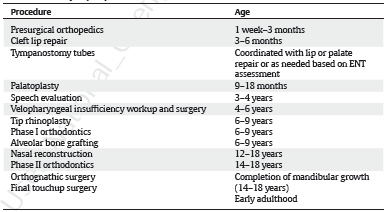 Procedure Age
Presurgical orthopedics 1 week–3 months
Cleft lip repair 3–6 months
Tympanostomy tubes Coordinated with lip or palate
repair or as needed based on ENT
assessment
Palatoplasty 9–18 months
Speech evaluation 3–4 years
Velopharyngeal insufficiency workup and surgery 4–6 years
Tip rhinoplasty 6–9 years
Phase I orthodontics 6–9 years
Alveolar bone grafting 6–9 years
Nasal reconstruction 12–18 years
Phase II orthodontics 14–18 years
Orthognathic surgery Completion of mandibular growth
Final touchup surgery (14–18 years)
Early adulthood